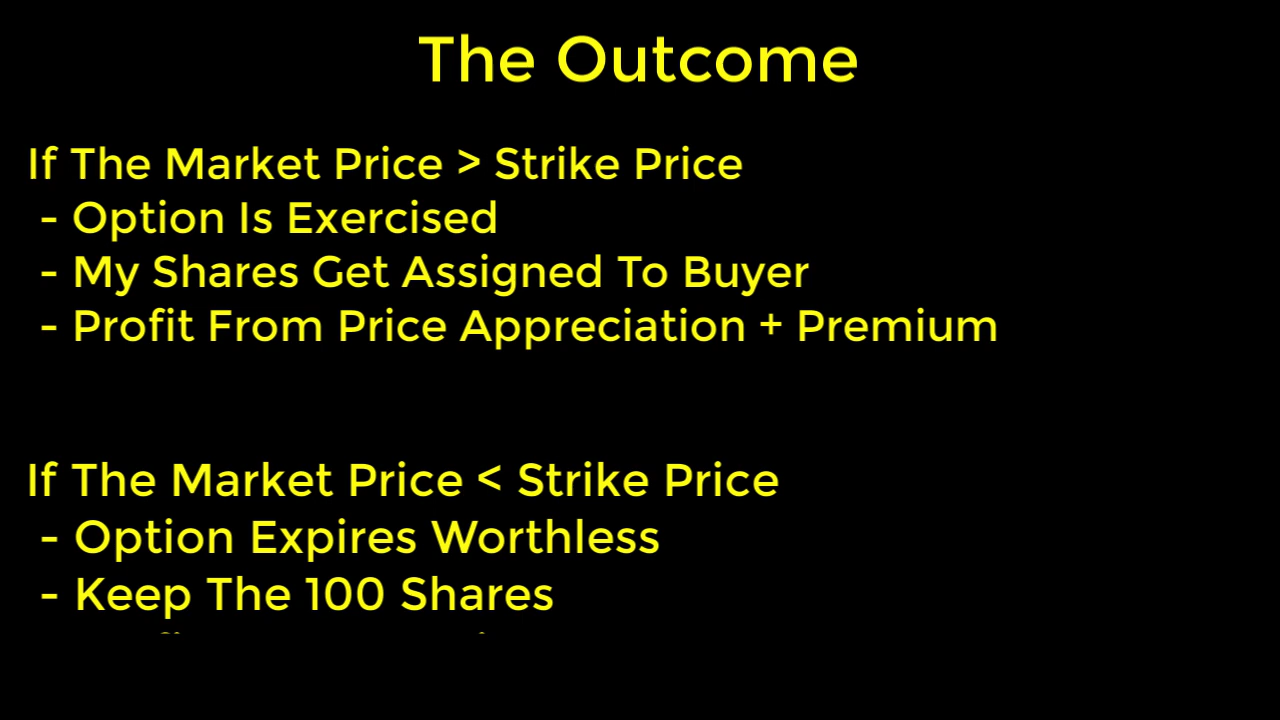 The Outcome
If The Market Price > Strike Price
- Option Is Exercised
- My Shares Get Assigned To Buyer
- Profit From Price Appreciation + Premium
If The Market Price < Strike Price
- Option Expires Worthless
- Keep The 100 Shares